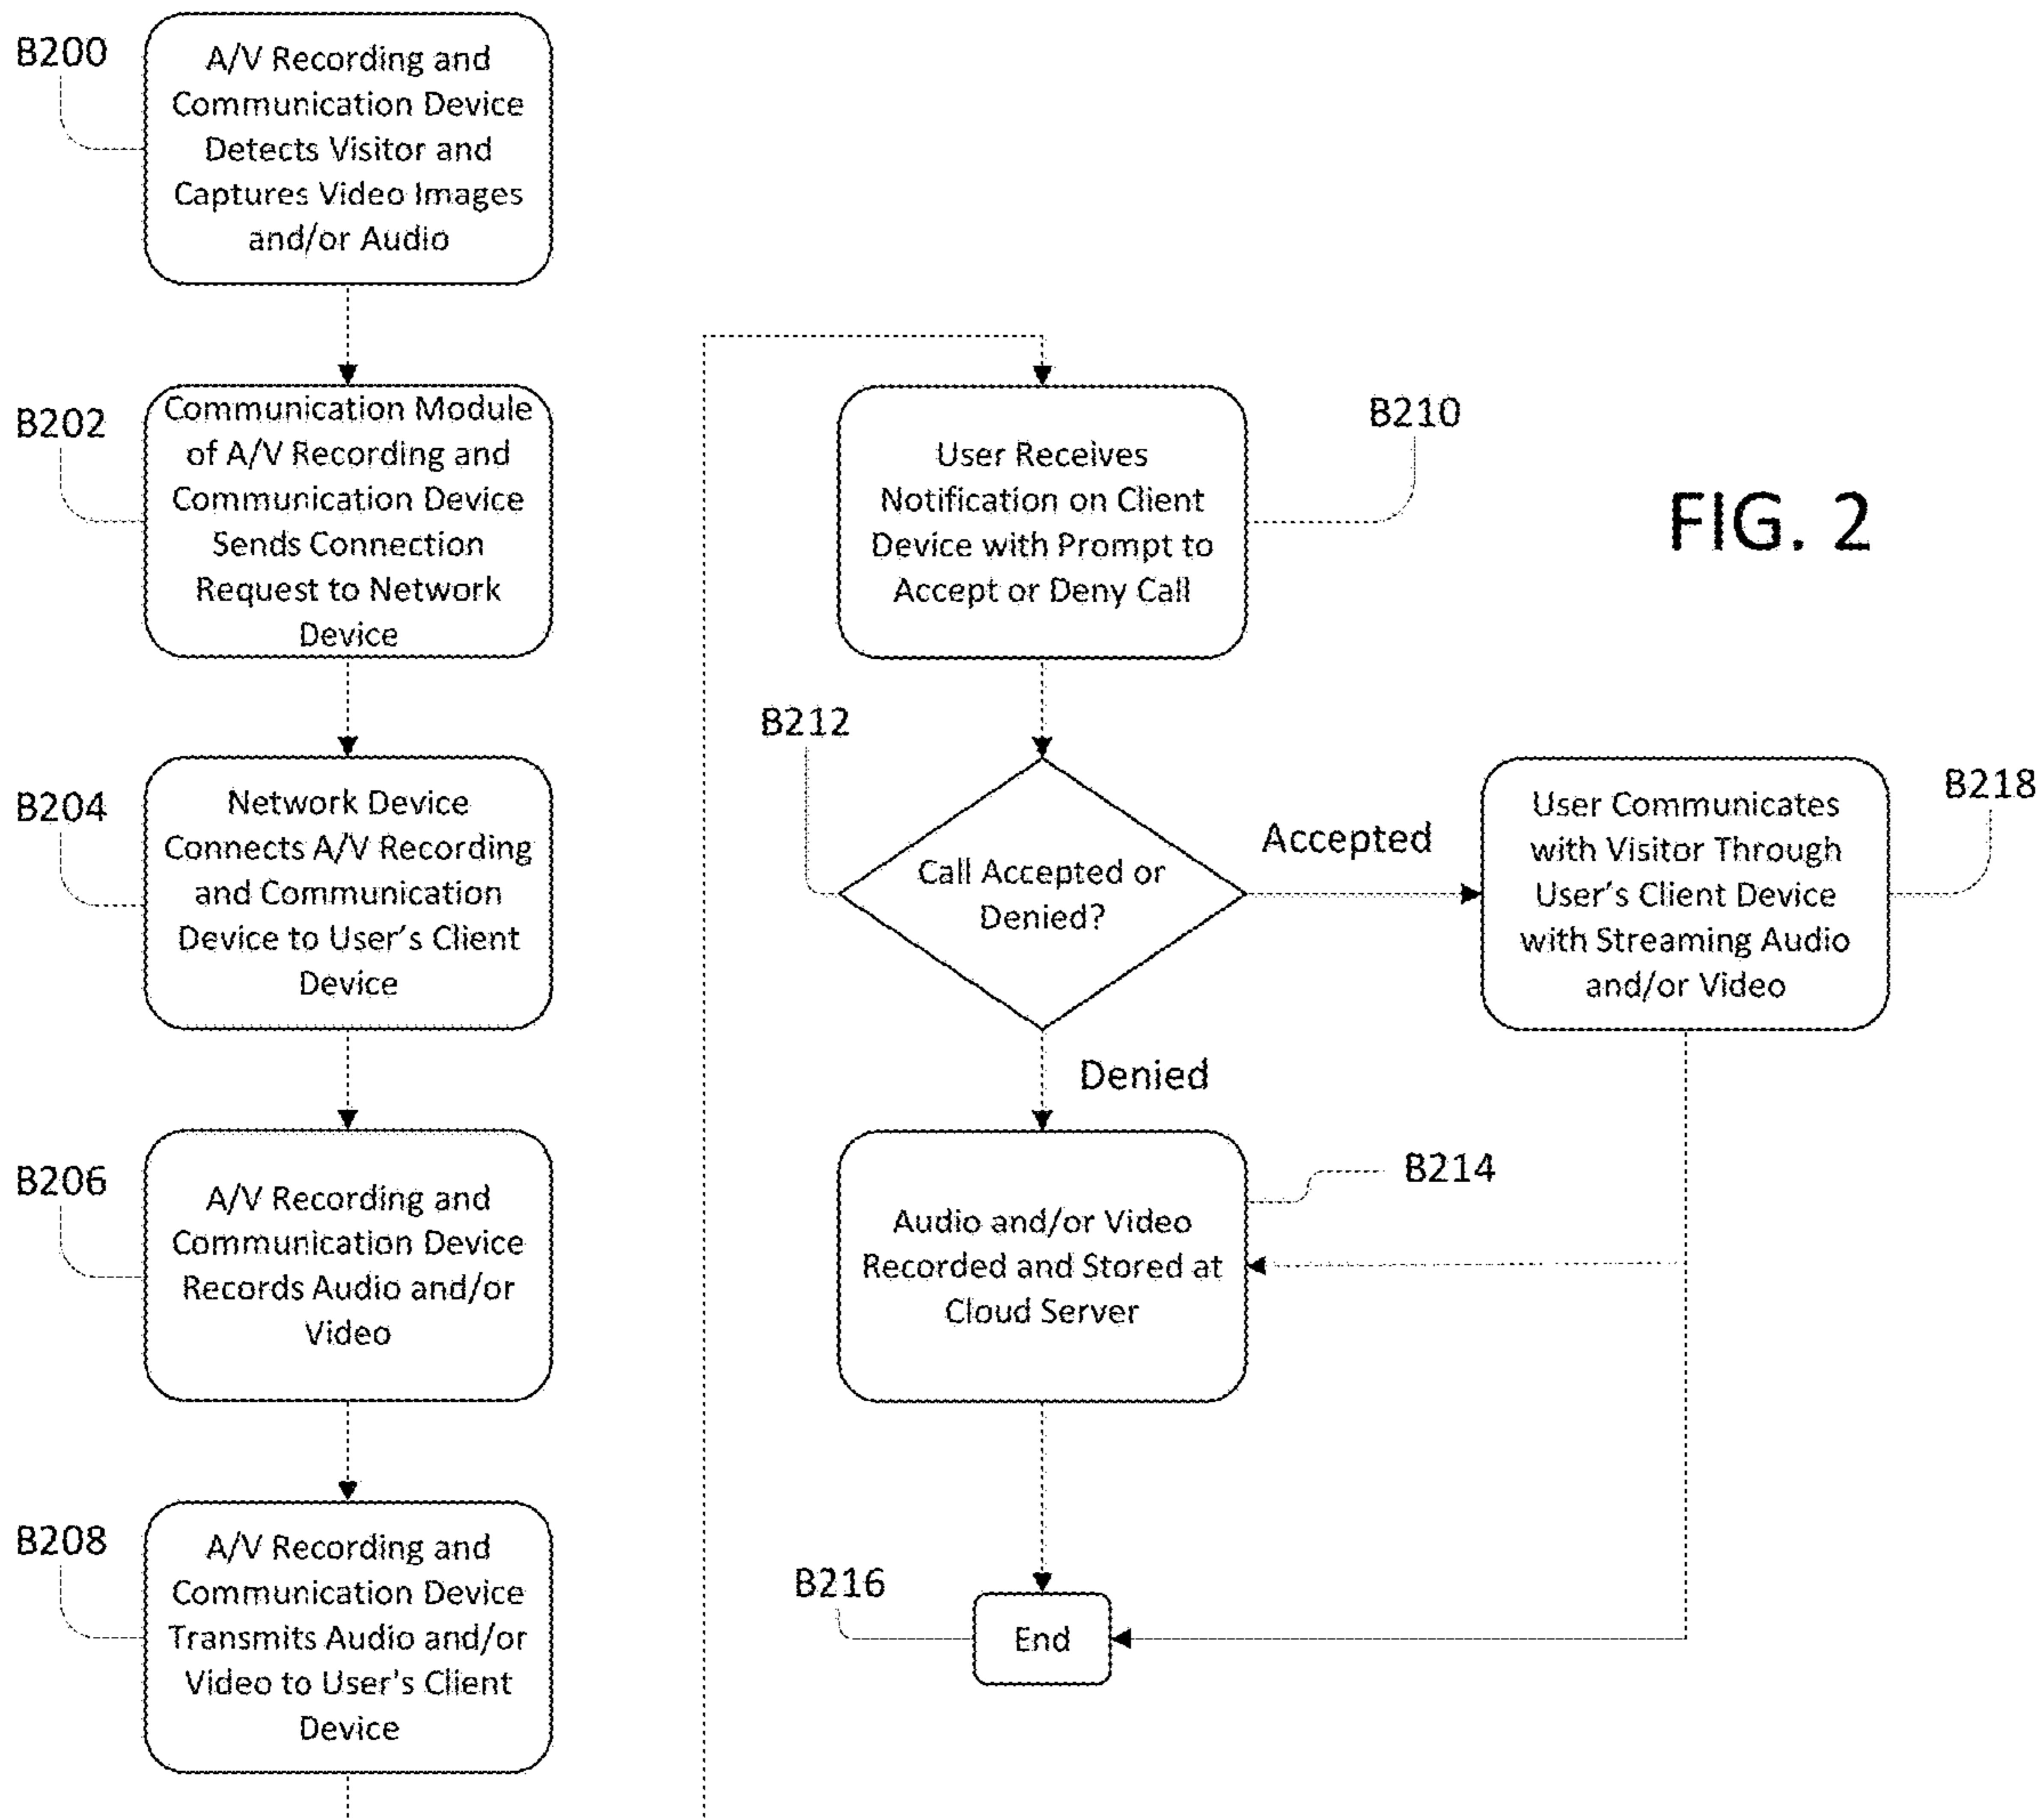 B200
A/V Recording and
Communication Device
Detects Visitor and
Captures Video Images
and/or Audio
B202
Communication Module
of A/V Recording and
Communication Device
Sends Connection
Request to Network
Device
B204
Network Device
Connects A/V Recording
and Communication
Device to User's Client
Device
B206
A/V Recording and
Communication Device
Records Audio and/or
Video
B208
A/V Recording and
Communication Device
Transmits Audio and/or
Video to User's Client
Device
B210
User Receives
Notification on Client
Device with Prompt to
Accept or Deny Call
FIG. 2
B212
Call Accepted or
Denied?
Accepted
B218
User Communicates
with Visitor Through
User's Client Device
with Streaming Audio
and/or Video
Denied
B214
Audio and/or Video
Recorded and Stored at
Cloud Server
B216
End